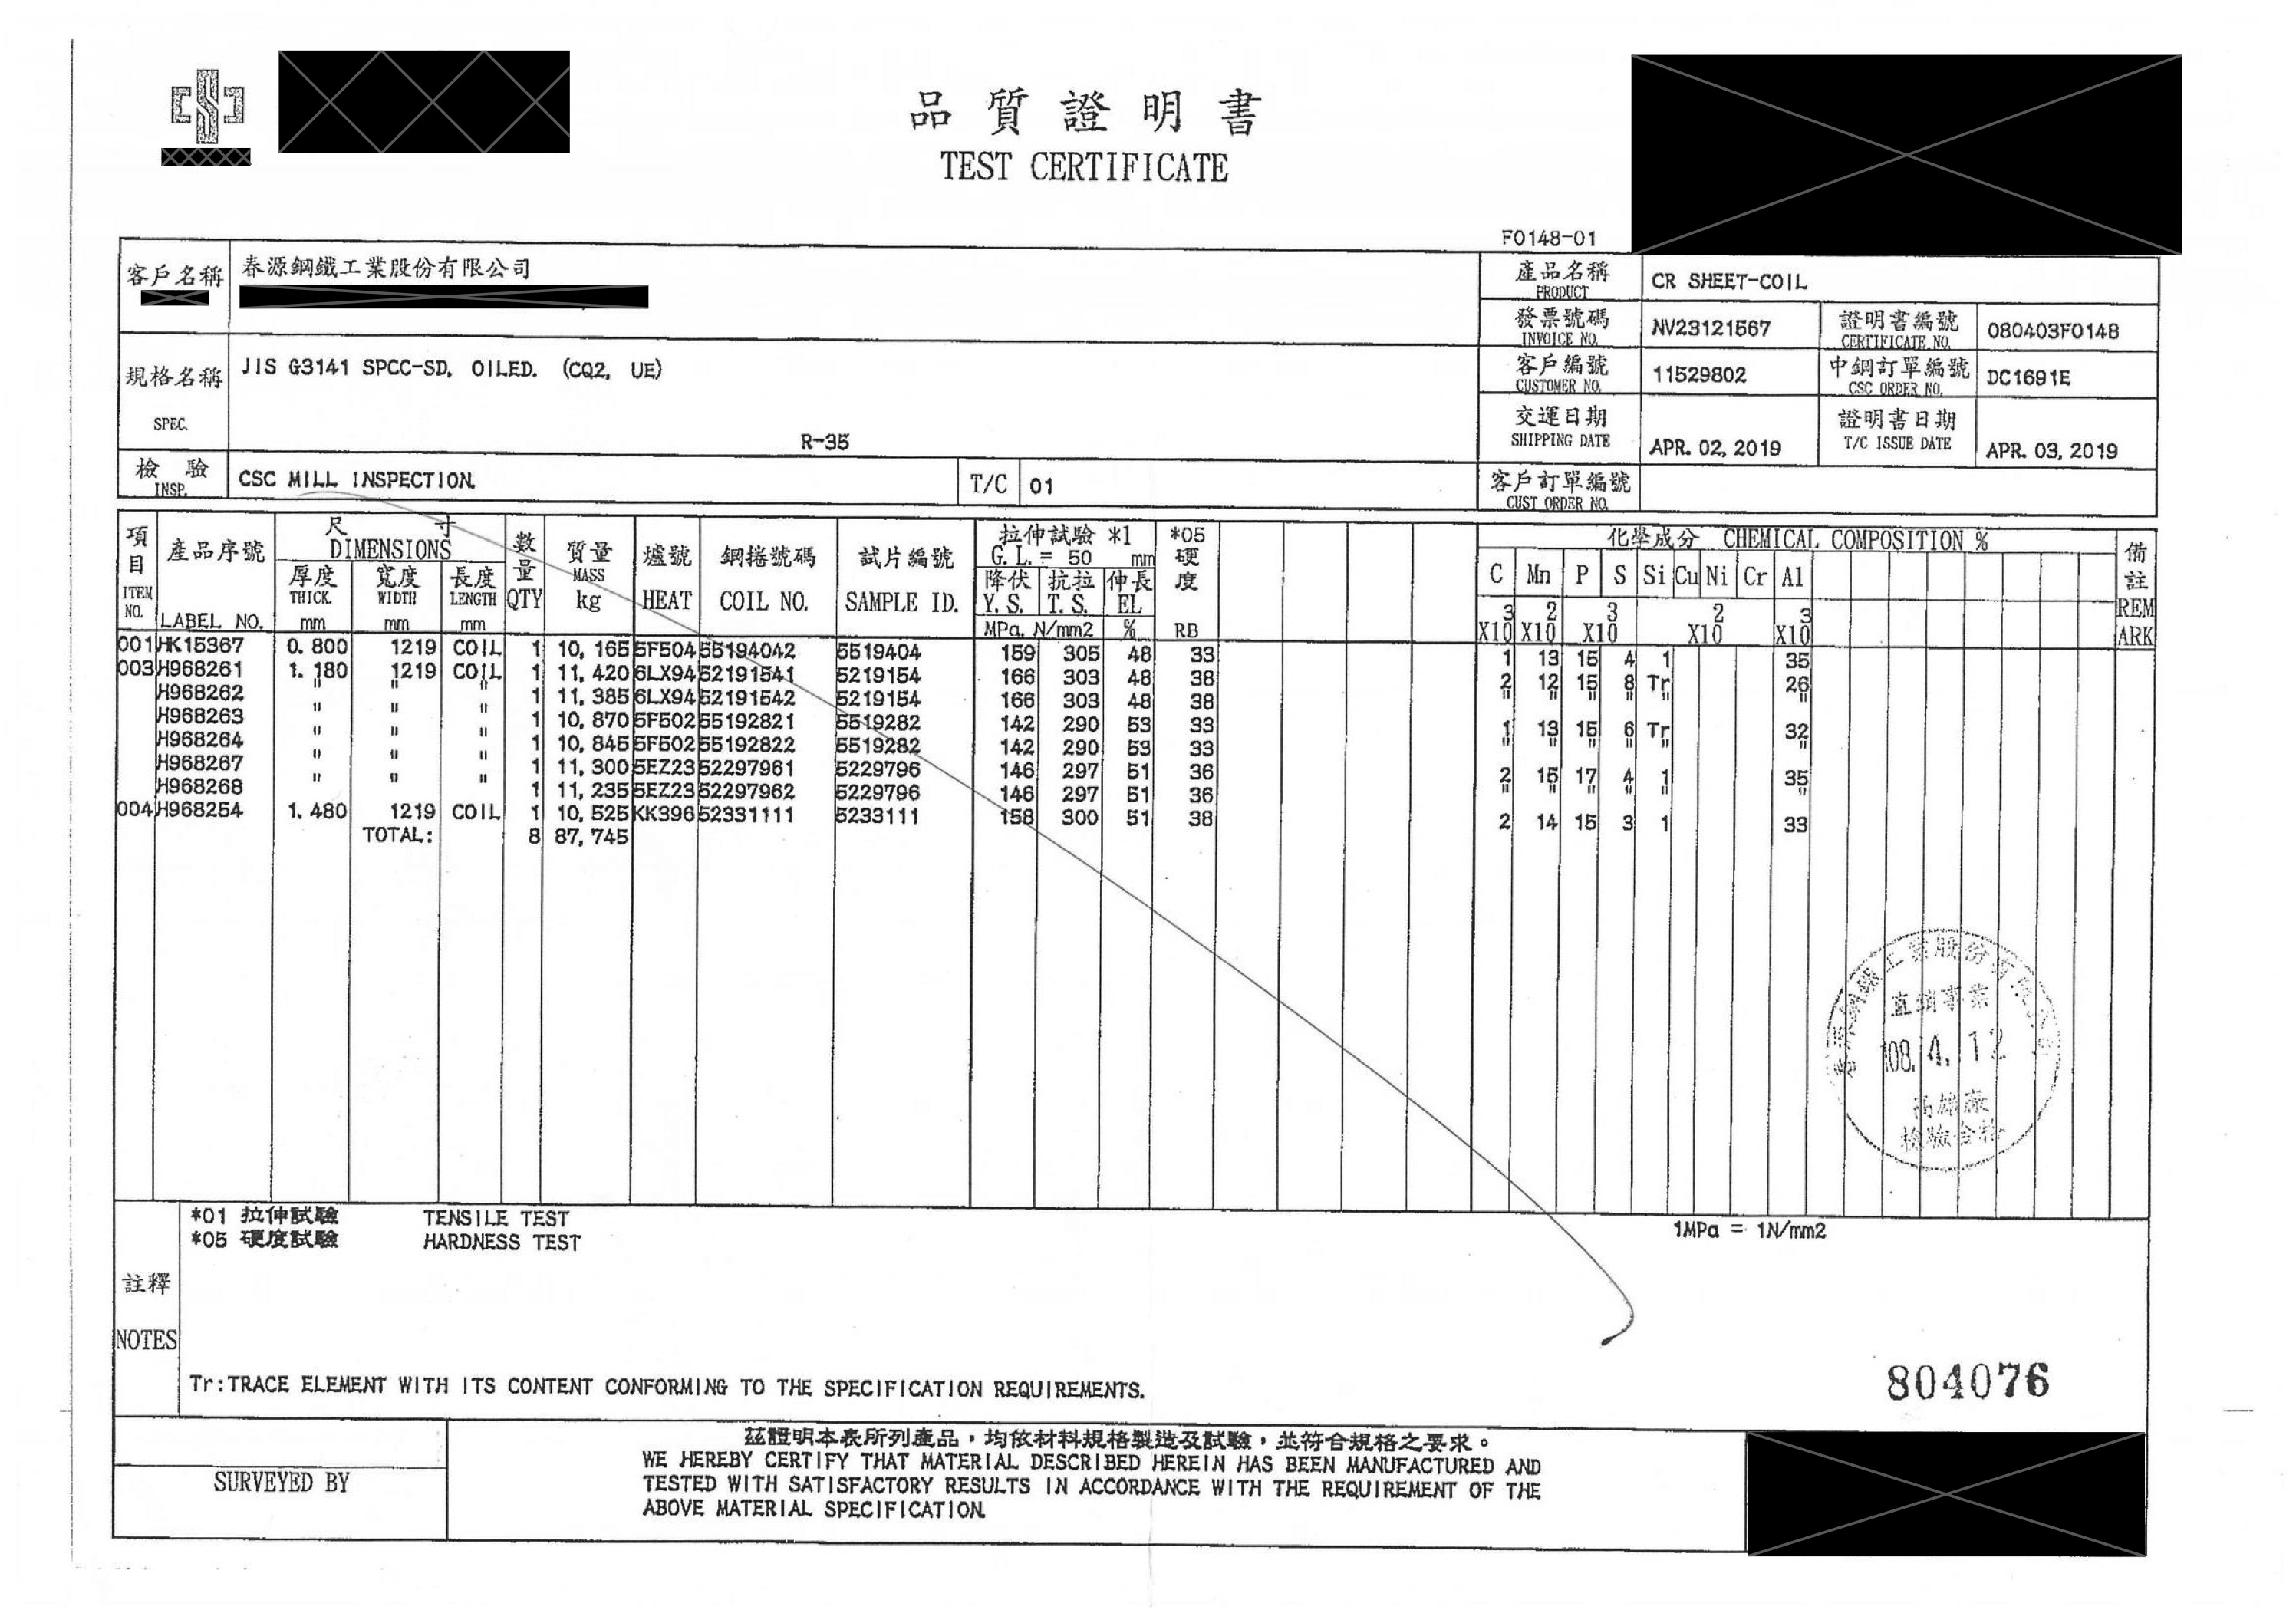 品質證明書
TEST CERTIFICATE
F0148-01
客戶名稱 春源鋼鐵工業股份有限公司
產品名稱 PRODUCT CR SHEET-COIL
發票號碼 INVOICE NO. NV23121567 證明書編號 CERTIFICATE NO. 080403F0148
規格名稱 SPEC. JIS G3141 SPCC-SD, OILED. (CQ2, UE)
客戶編號 CUSTOMER NO. 11529802 中鋼訂單編號 CSC ORDER NO. DC1691E
R-35
交運日期 SHIPPING DATE APR. 02, 2019 證明書日期 T/C ISSUE DATE APR. 03, 2019
檢驗 INSP. CSC MILL INSPECTION. T/C 01
客戶訂單編號 CUST ORDER NO.
項目 ITEM NO. 產品序號 LABEL NO. 尺寸 DIMENSIONS 厚度 THICK. mm 寬度 WIDTH mm 長度 LENGTH mm 數量 QTY 質量 MASS kg 爐號 HEAT 鋼捲號碼 COIL NO. 試片編號 SAMPLE ID. 拉伸試驗 *1 G. L. = 50 mm 降伏 Y. S. 抗拉 T. S. 伸長 EL MPa, N/mm2 % *05 硬度 RB 化學成分 CHEMICAL COMPOSITION % C Mn P S Si Cu Ni Cr Al 備註 REMARK
3 2 3 2 3
X10 X10 X10 X10 X10
001 HK15367 0.800 1219 COIL 1 10,165 5F504 55194042 5519404 159 305 48 33 1 13 15 4 1 35
003 H968261 1.180 1219 COIL 1 11,420 6LX94 52191541 5219154 166 303 48 38 2 12 15 8 Tr 26
H968262 " " " 1 11,385 6LX94 52191542 5219154 166 303 48 38 " " " " " "
H968263 " " " 1 10,870 5F502 55192821 5519282 142 290 53 33 1 13 15 6 Tr 32
H968264 " " " 1 10,845 5F502 55192822 5519282 142 290 53 33 " " " " " "
H968267 " " " 1 11,300 5EZ23 52297961 5229796 146 297 51 36 2 15 17 4 1 35
H968268 " " " 1 11,235 5EZ23 52297962 5229796 146 297 51 36 " " " " " "
004 H968254 1.480 1219 COIL 1 10,525 KK396 52331111 5233111 158 300 51 38 2 14 15 3 1 33
TOTAL: 8 87,745
工業股份有
直銷事業
108. 4. 12
高雄廠
檢驗合格
*01 拉伸試驗 TENSILE TEST
1MPa = 1N/mm2
*05 硬度試驗 HARDNESS TEST
註釋
NOTES
Tr:TRACE ELEMENT WITH ITS CONTENT CONFORMING TO THE SPECIFICATION REQUIREMENTS.
804076
茲證明本表所列產品，均依材料規格製造及試驗，並符合規格之要求。
WE HEREBY CERTIFY THAT MATERIAL DESCRIBED HEREIN HAS BEEN MANUFACTURED AND
TESTED WITH SATISFACTORY RESULTS IN ACCORDANCE WITH THE REQUIREMENT OF THE
ABOVE MATERIAL SPECIFICATION.
SURVEYED BY